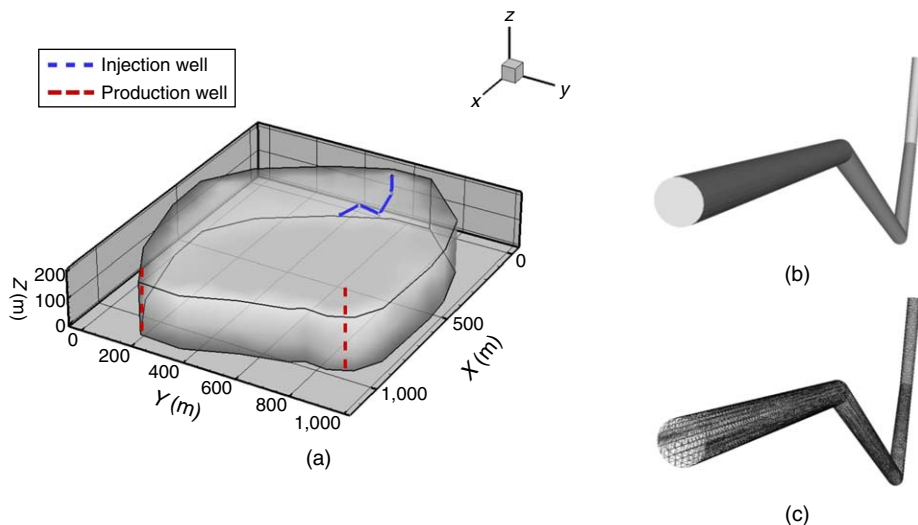 Injection well
Production well
z
x
y
200
100
0
Z
(m)
0
200
400
600
800
1,000
Y (m)
0
500
1,000
X (m)
(a)
(b)
(c)